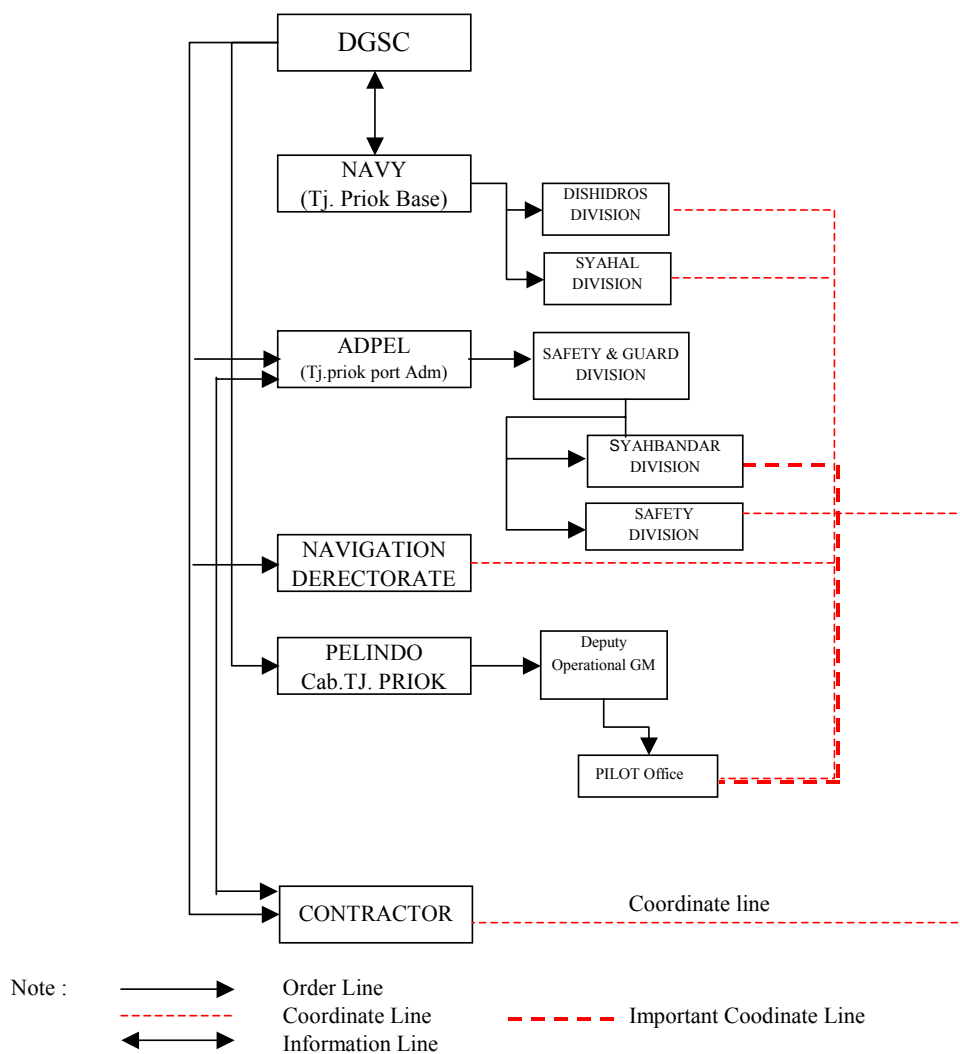 DGSC
NAVY
(Tj. Priok Base)
DISHIDROS
DIVISION
SYAHAL
DIVISION
ADPEL
(Tj.priok port Adm)
SAFETY & GUARD
DIVISION
SYAHBANDAR
DIVISION
SAFETY
DIVISION
NAVIGATION
DERECTORATE
PELINDO
Cab.TJ. PRIOK
Deputy
Operational GM
PILOT Office
CONTRACTOR
Coordinate line
Note :
Order Line
Coordinate Line
Important Coodinate Line
Information Line